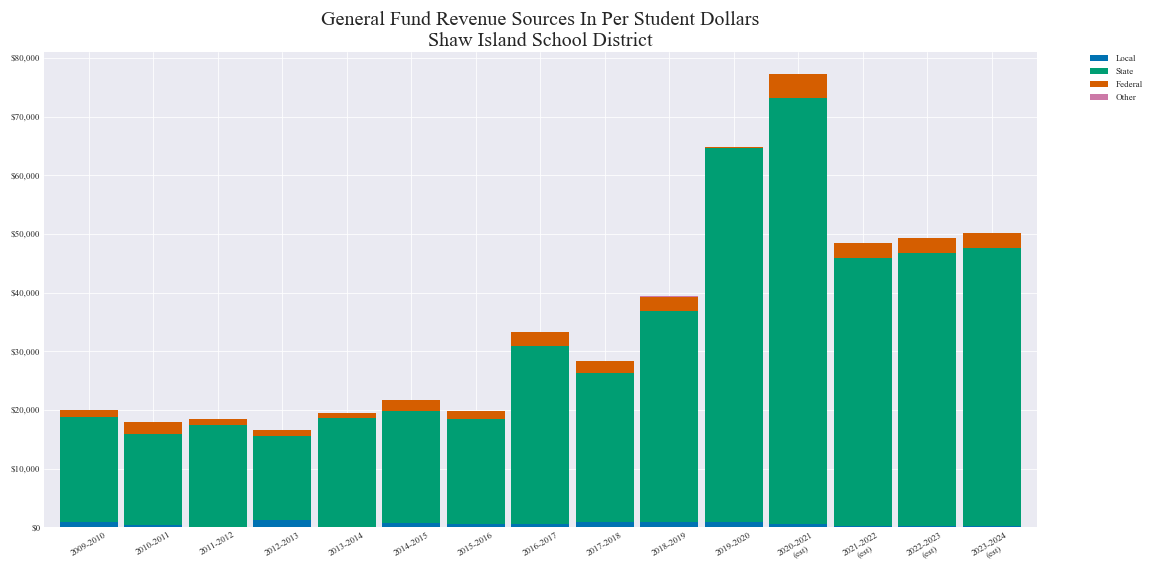 General Fund Revenue Sources In Per Student Dollars
Shaw Island School District
Local
State
Federal
Other
$80,000
$70,000
$60,000
$50,000
$40,000
$30,000
$20,000
$10,000
$0
2009-2010
2010-2011
2011-2012
2012-2013
2013-2014
2014-2015
2015-2016
2016-2017
2017-2018
2018-2019
2019-2020
2020-2021
(est)
2021-2022
(est)
2022-2023
(est)
2023-2024
(est)